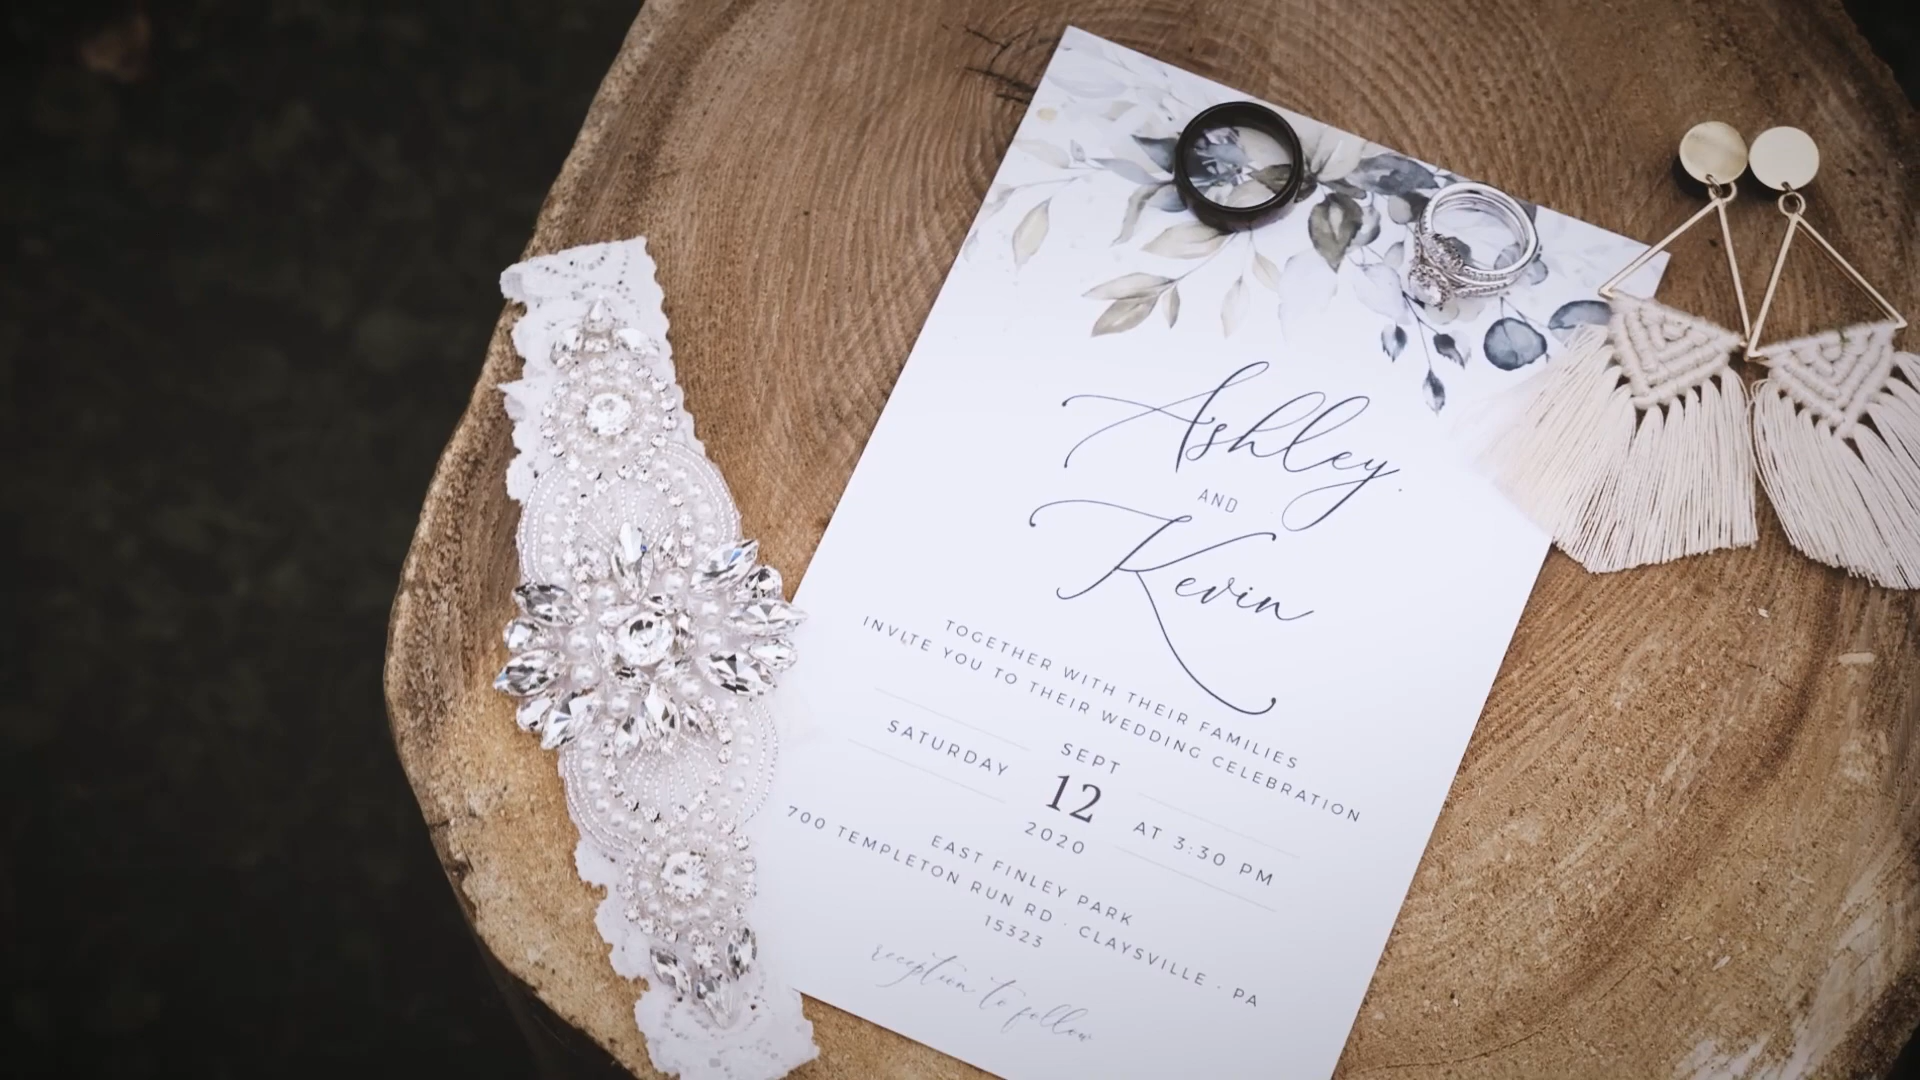 Ashley
AND
Kevin
TOGETHER WITH THEIR FAMILIES
INVITE YOU TO THEIR WEDDING CELEBRATION
SEPT
SATURDAY 12 AT 3:30 PM
2020
EAST FINLEY PARK
700 TEMPLETON RUN RD · CLAYSVILLE · PA
15323
reception to follow